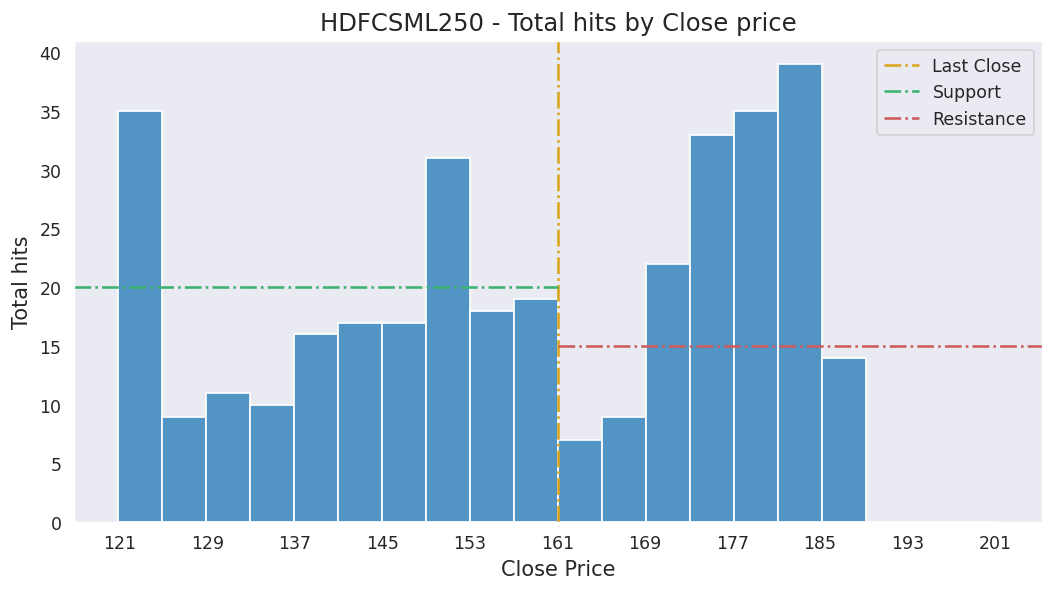 HDFCSML250 - Total hits by Close price
Last Close
Support
Resistance
Total hits
40
35
30
25
20
15
10
5
0
121 129 137 145 153 161 169 177 185 193 201
Close Price